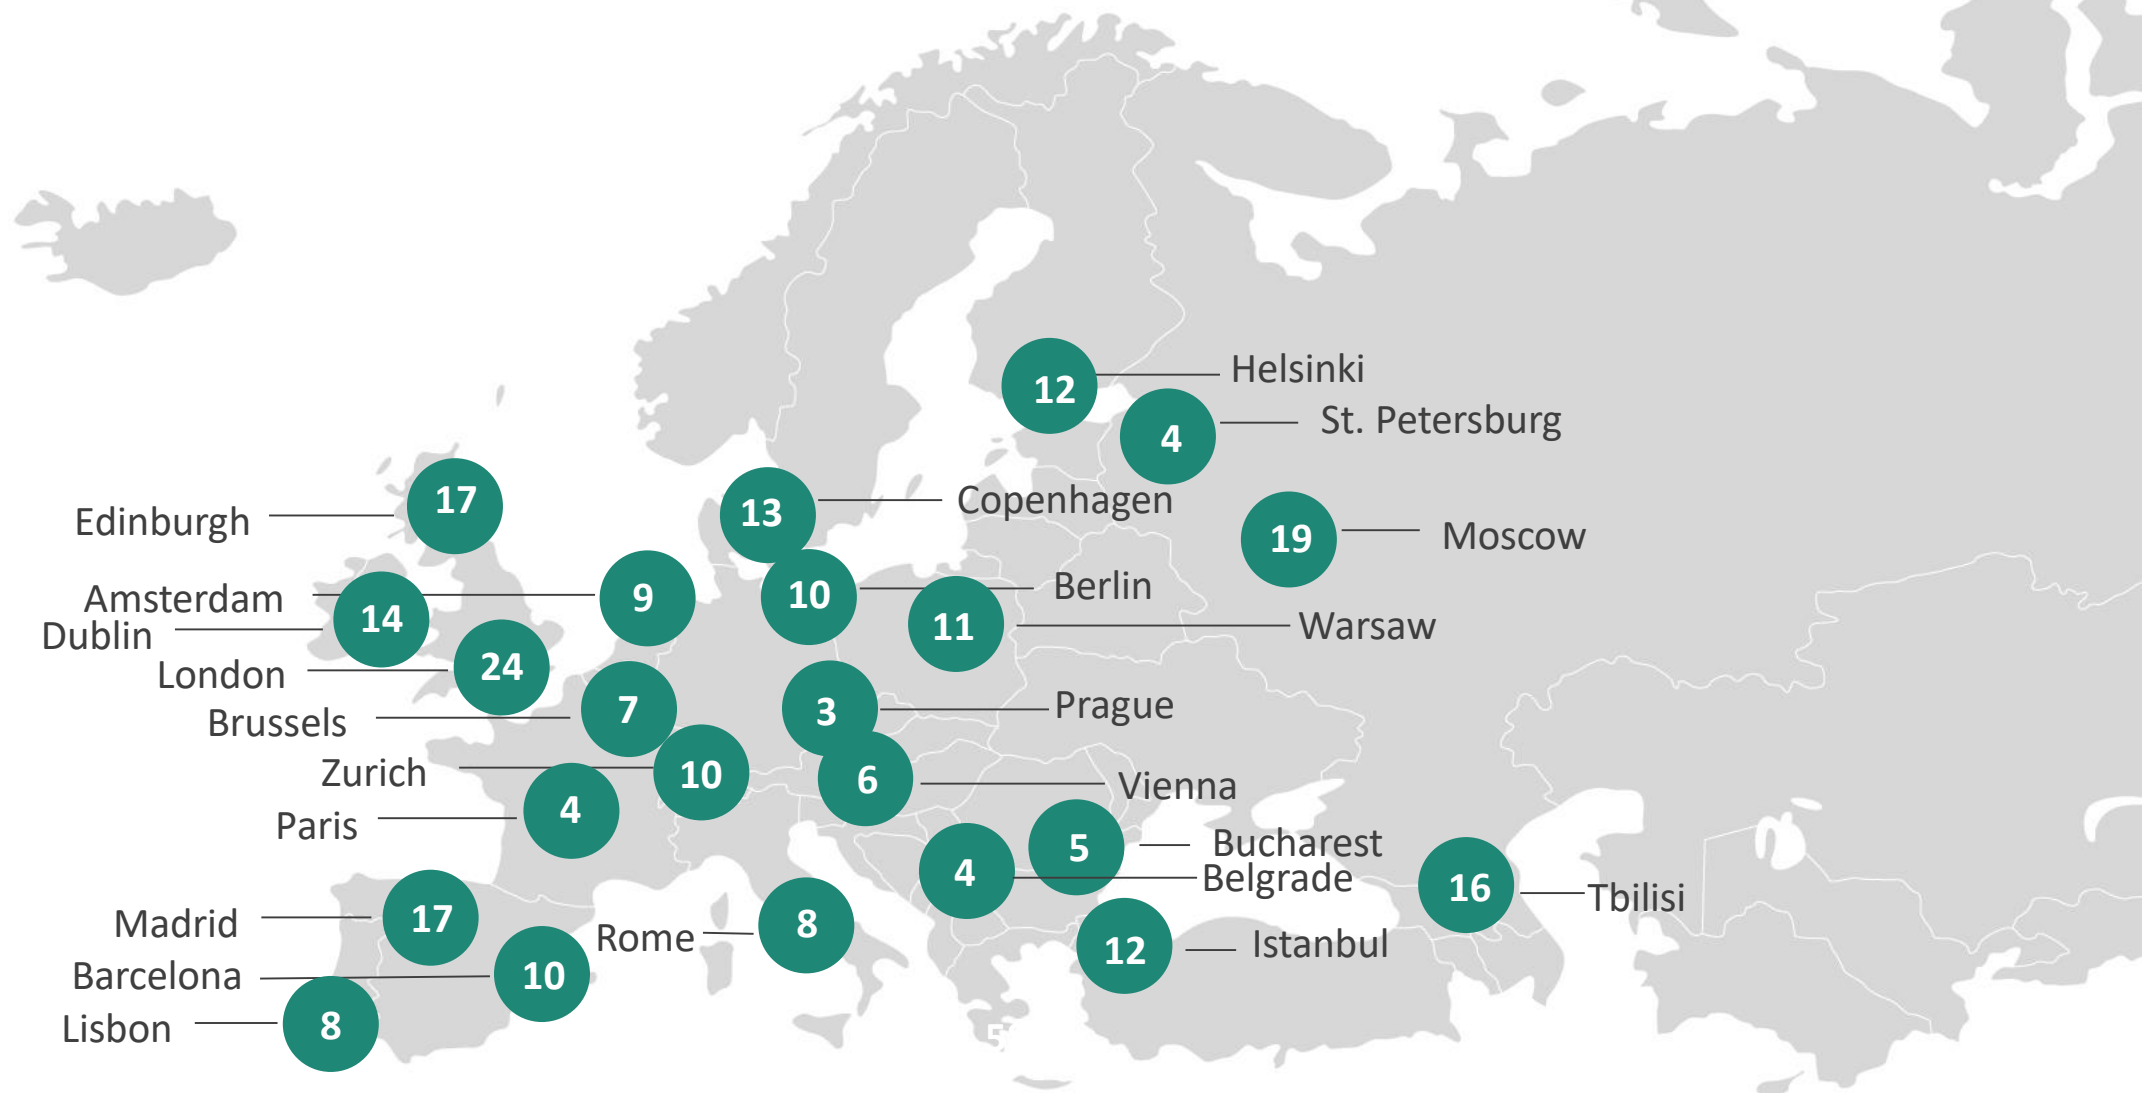 12 Helsinki
4 St. Petersburg
Edinburgh 17
13 Copenhagen
19 Moscow
Amsterdam 9
10 Berlin
Dublin 14
11 Warsaw
London 24
Brussels 7
3 Prague
Zurich 10
6 Vienna
Paris 4
5 Bucharest
4 Belgrade
16 Tbilisi
Madrid 17
Rome 8
12 Istanbul
Barcelona 10
Lisbon 8